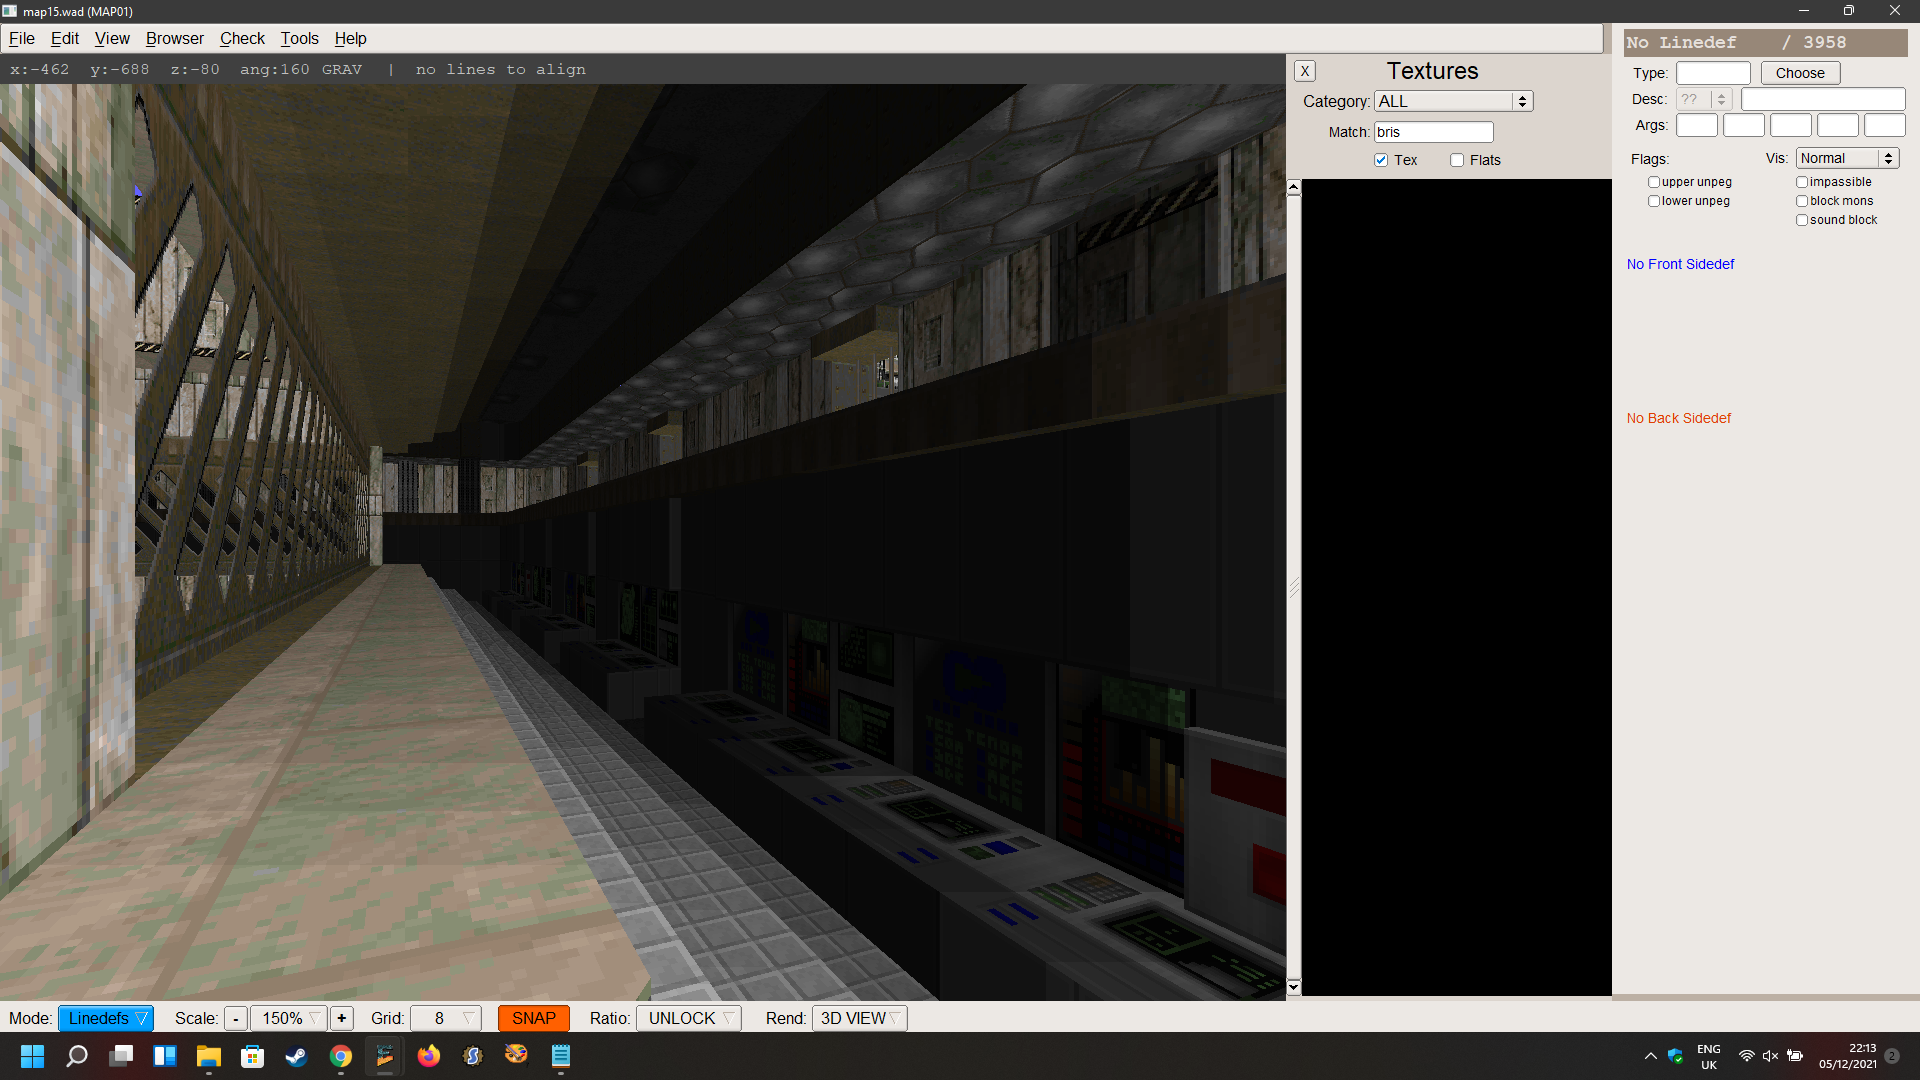 map15.wad (MAP01)
File Edit View Browser Check Tools Help
x:-462 y:-688 z:-80 ang:160 GRAV | no lines to align
X Textures
Category: ALL
Match: bris
Tex Flats
No Linedef / 3958
Type: Choose
Desc: ??
Args:
Flags: Vis: Normal
upper unpeg impassible
lower unpeg block mons
sound block
No Front Sidedef
No Back Sidedef
Mode: Linedefs Scale: - 150% + Grid: 8 SNAP Ratio: UNLOCK Rend: 3D VIEW
ENG
UK
22:13
05/12/2021
2